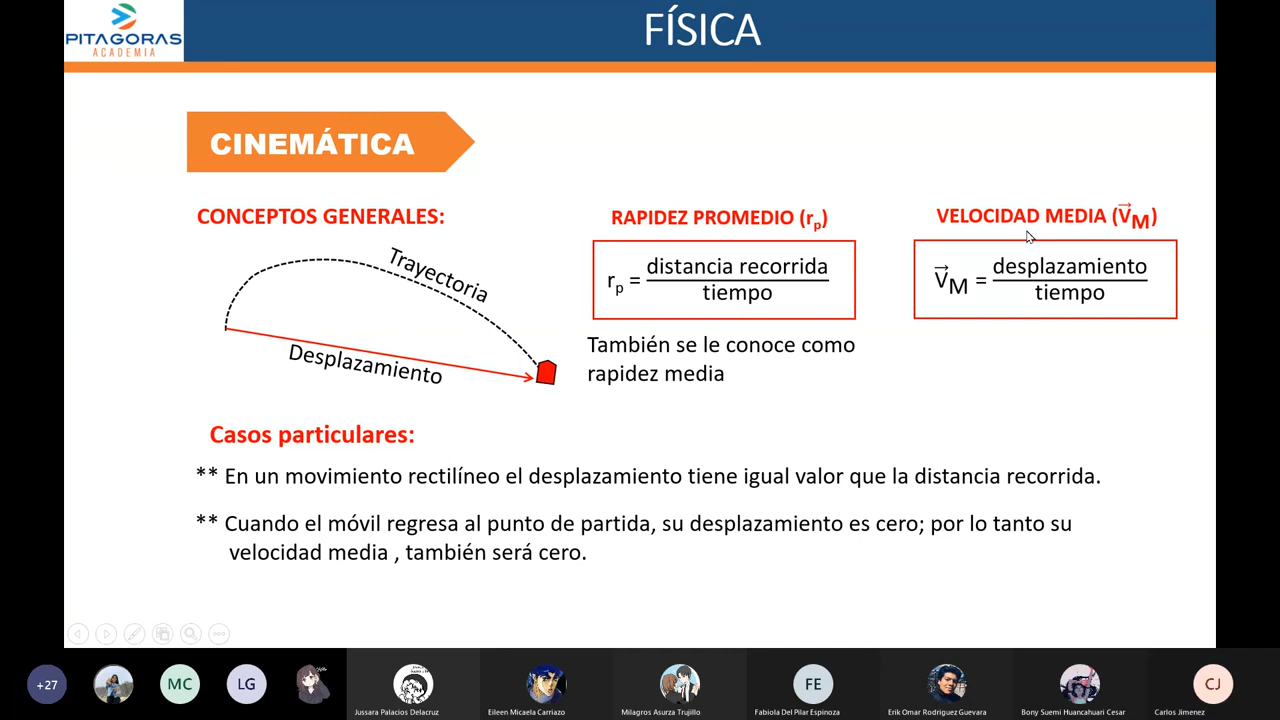 PITAGORAS
ACADEMIA
FÍSICA
CINEMÁTICA
CONCEPTOS GENERALES:
Trayectoria
Desplazamiento
RAPIDEZ PROMEDIO (rₚ)
rₚ = distancia recorrida
tiempo
También se le conoce como
rapidez media
VELOCIDAD MEDIA (V⃗M)
V⃗M = desplazamiento
tiempo
Casos particulares:
** En un movimiento rectilíneo el desplazamiento tiene igual valor que la distancia recorrida.
** Cuando el móvil regresa al punto de partida, su desplazamiento es cero; por lo tanto su
velocidad media , también será cero.
+27
MC
LG
FE
CJ
Jussara Palacios Delacruz
Eileen Micaela Carriazo
Milagros Asurza Trujillo
Fabiola Del Pilar Espinoza
Erik Omar Rodriguez Guevara
Bony Suemi Huancahuari Cesar
Carlos Jimenez